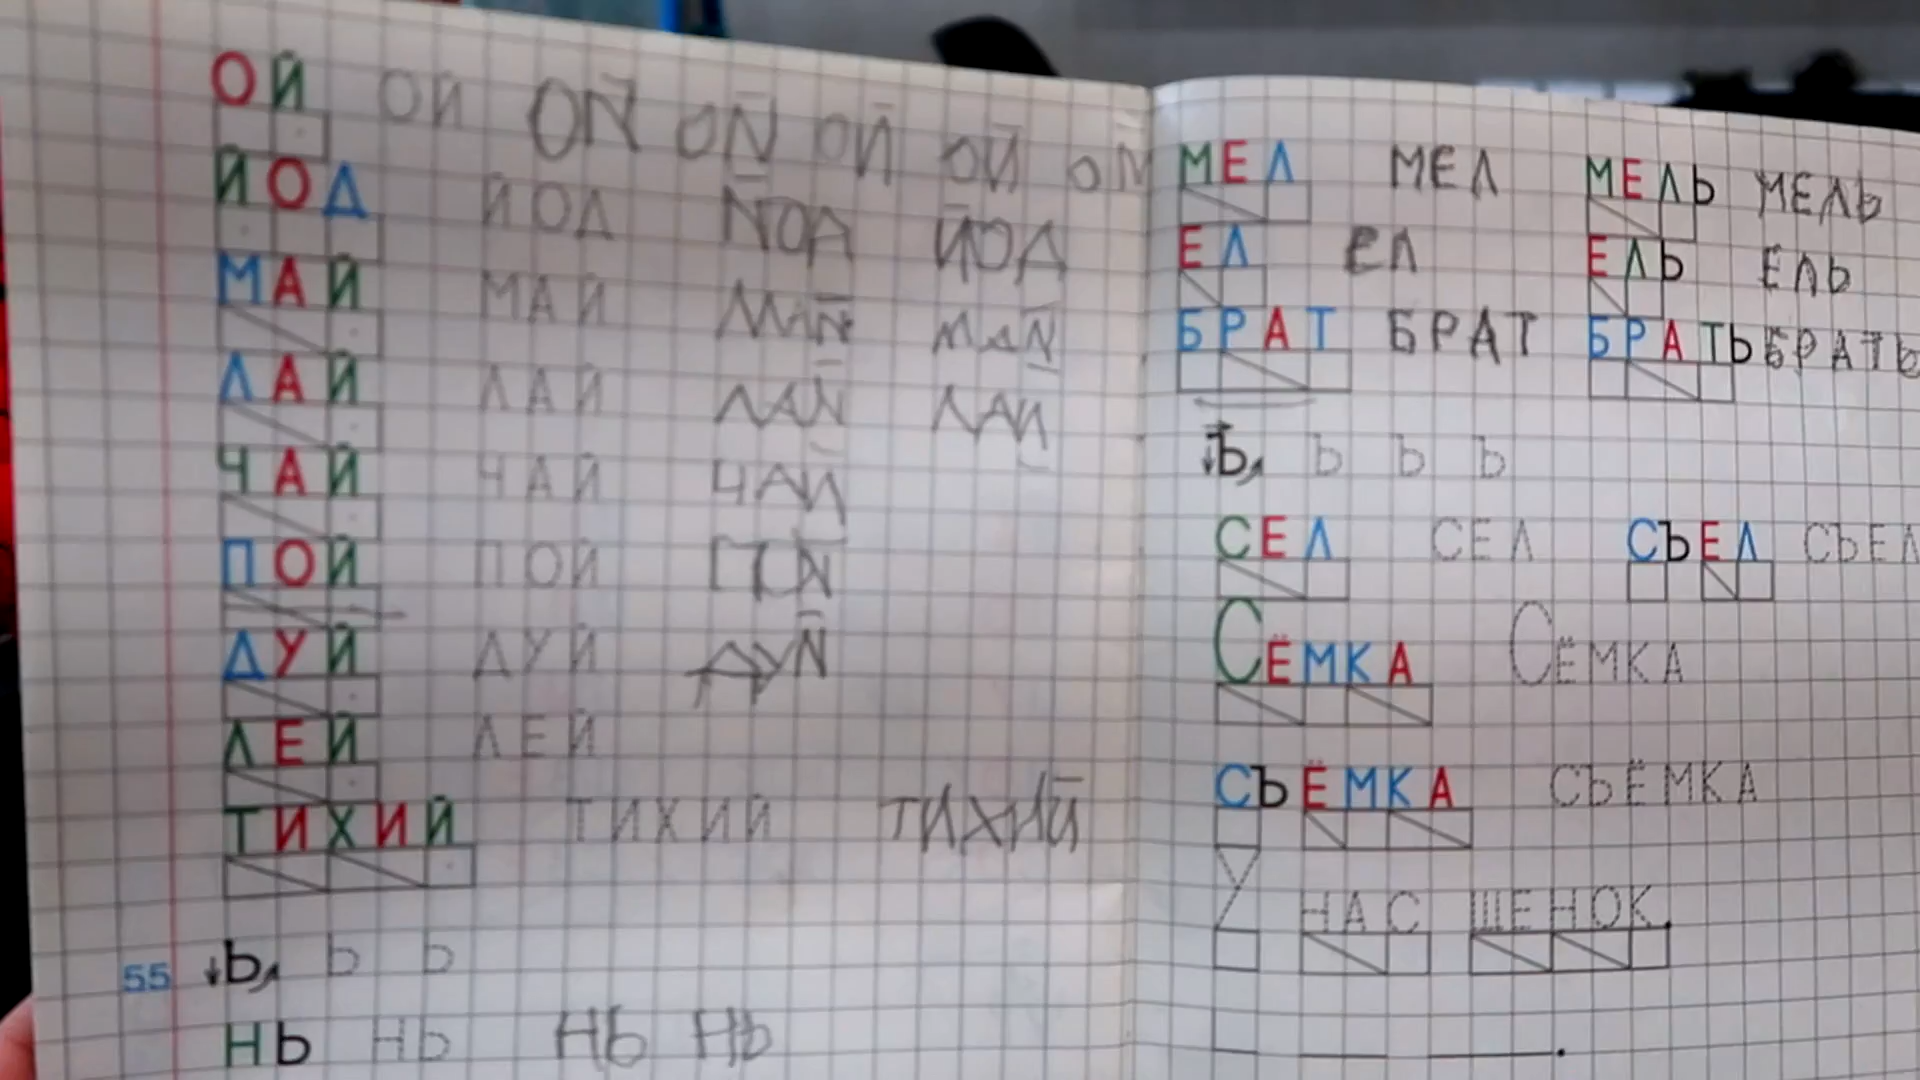 ОЙ ОЙ ОЙ ОЙ ОЙ ОЙ ОЙ
ЙОД ЙОД ЙОД ЙОД
МАЙ МАЙ МАЙ МАЙ
ЛАЙ ЛАЙ ЛАЙ ЛАЙ
ЧАЙ ЧАЙ ЧАЙ
ПОЙ ПОЙ
ДУЙ ДУЙ ДУЙ
ЛЕЙ ЛЕЙ
ТИХИЙ ТИХИЙ ТИХИЙ
55 Ь Ь Ь
НЬ НЬ НЬ НЬ
МЕЛ МЕЛ МЕЛЬ МЕЛЬ
ЕЛ ЕЛ ЕЛЬ ЕЛЬ
БРАТ БРАТ БРАТЬ БРАТЬ
Ъ Ъ Ъ Ъ
СЕЛ СЕЛ СЪЕЛ СЪЕЛ
СЁМКА СЁМКА
СЪЁМКА СЪЁМКА
У НАС ЩЕНОК.